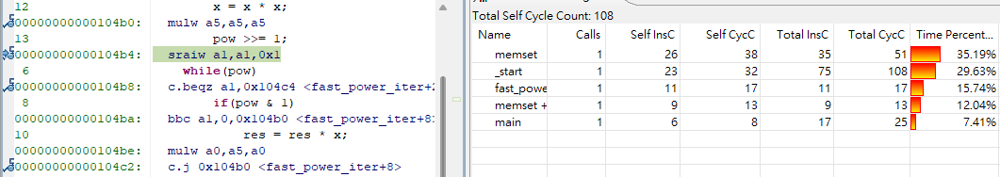 12 x = x * x;
00000000000104b0: mulw a5,a5,a5
13 pow >>= 1;
00000000000104b4: sraiw a1,a1,0x1
6 while(pow)
00000000000104b8: c.beqz a1,0x104c4 <fast_power_iter+2
8 if(pow & 1)
00000000000104ba: bbc a1,0,0x104b0 <fast_power_iter+8>
10 res = res * x;
00000000000104be: mulw a0,a5,a0
00000000000104c2: c.j 0x104b0 <fast_power_iter+8>
Total Self Cycle Count: 108
Name Calls Self InsC Self CycC Total InsC Total CycC Time Percent...
memset 1 26 38 35 51 35.19%
_start 1 23 32 75 108 29.63%
fast_powe 1 11 17 11 17 15.74%
memset + 1 9 13 9 13 12.04%
main 1 6 8 17 25 7.41%